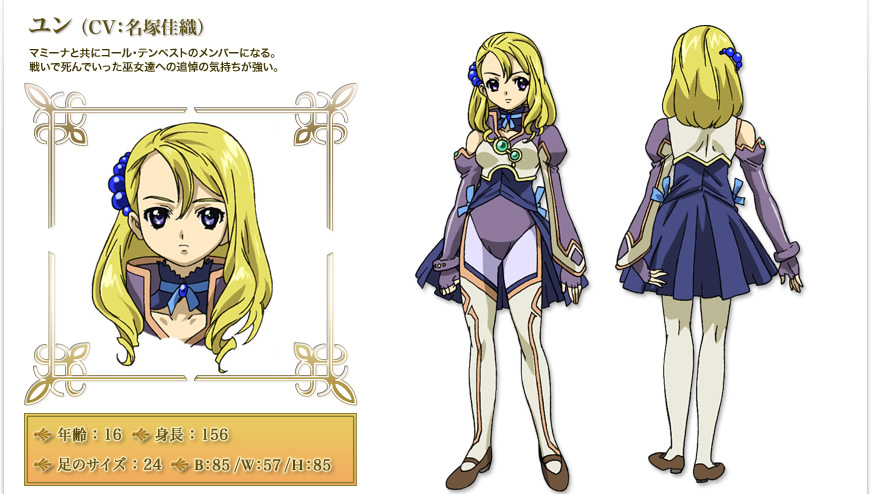 ユン（CV：名塚佳織）
マミーナと共にコール・テンペストのメンバーになる。
戦いで死んでいった巫女達への追悼の気持ちが強い。
年齢：16 身長：156
足のサイズ：24 B:85/W:57/H:85